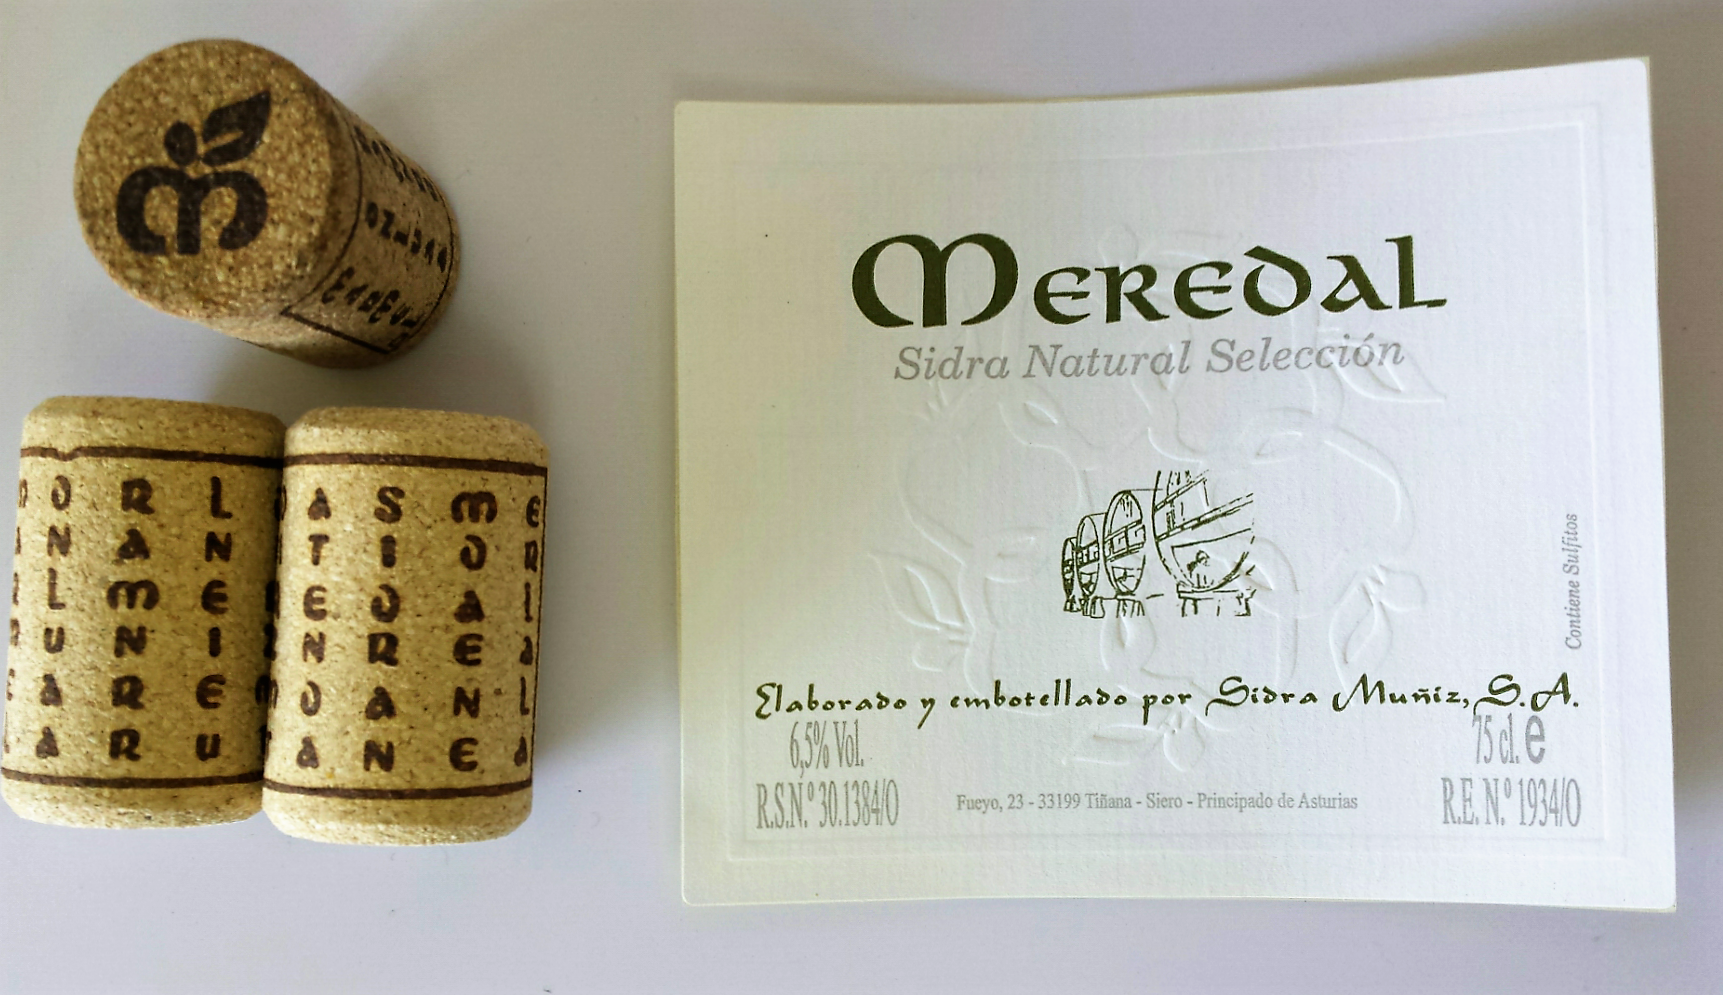 m
O R L
N A N
L M E
U N I
A R E
A R U
A S M E
T I O R
E O A L
N R E A
O A N L
A N E A
MEREDAL
Sidra Natural Selección
Contiene Sulfitos
Elaborado y embotellado por Sidra Muñiz, S.A.
6,5% Vol.
75 cl. e
R.S.N.º 30.1384/O
Fueyo, 23 - 33199 Tiñana - Siero - Principado de Asturias
R.E. N.º 1934/O